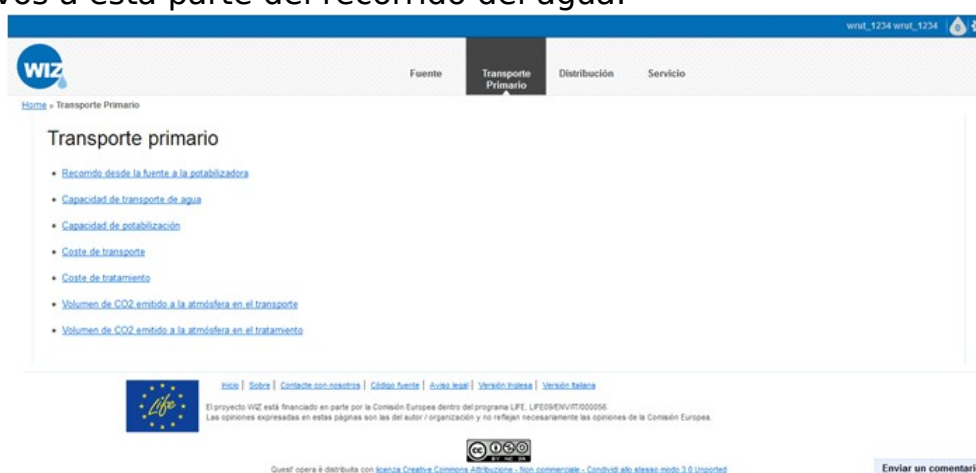 vos a esta parte del recorrido del agua.
wrut_1234 wrut_1234
0
WIZ
Fuente
Transporte Primario
Distribución
Servicio
Home » Transporte Primario
Transporte primario
• Recorrido desde la fuente a la potabilizadora
• Capacidad de transporte de agua
• Capacidad de potabilización
• Coste de transporte
• Coste de tratamiento
• Volumen de CO2 emitido a la atmósfera en el transporte
• Volumen de CO2 emitido a la atmósfera en el tratamiento
Life
Inicio | Sobre | Contacte con nosotros | Código fuente | Aviso legal | Versión Inglesa | Versión Italiana
El proyecto WIZ está financiado en parte por la Comisión Europea dentro del programa LIFE, LIFE09/ENV/IT/000056.
Las opiniones expresadas en estas páginas son las del autor / organización y no reflejan necesariamente las opiniones de la Comisión Europea.
cc
BY NC SA
Quest' opera è distribuita con licenza Creative Commons Attribuzione - Non commerciale - Condividi allo stesso modo 3.0 Unported
Enviar un comentari